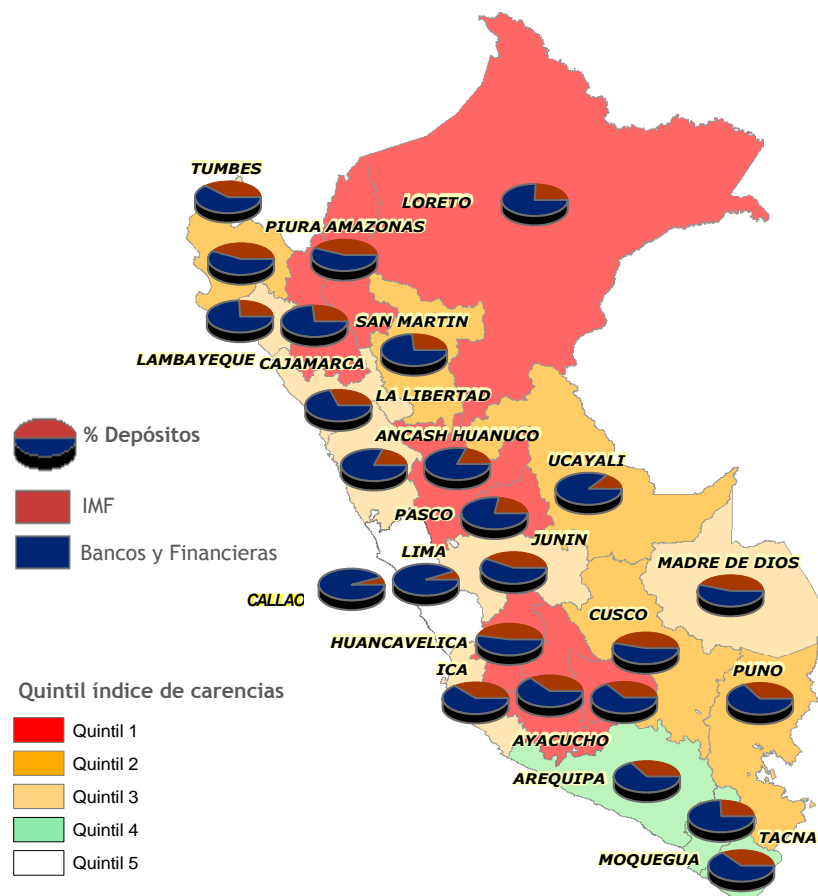 TUMBES
LORETO
PIURA AMAZONAS
SAN MARTIN
LAMBAYEQUE
CAJAMARCA
LA LIBERTAD
% Depósitos
ANCASH HUANUCO
UCAYALI
IMF
PASCO
JUNIN
Bancos y Financieras
LIMA
MADRE DE DIOS
CALLAO
CUSCO
HUANCAVELICA
ICA
PUNO
Quintil índice de carencias
Quintil 1
AYACUCHO
Quintil 2
AREQUIPA
Quintil 3
Quintil 4
TACNA
MOQUEGUA
Quintil 5